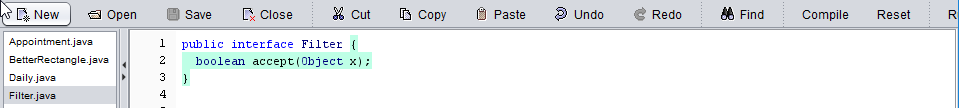 New Open Save Close Cut Copy Paste Undo Redo Find Compile Reset R
Appointment.java
BetterRectangle.java
Daily.java
Filter.java
1 public interface Filter {
2 boolean accept(Object x);
3 }
4